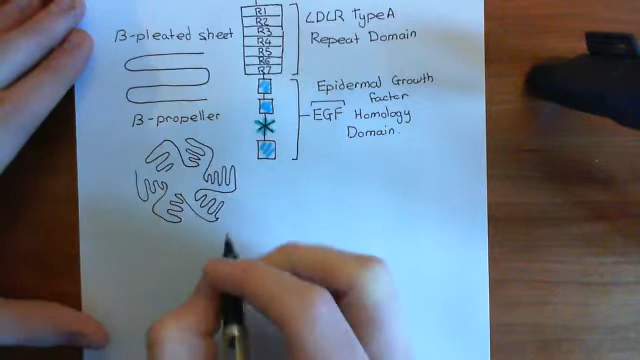 β-pleated sheet
β-propeller
R1
R2
R3
R4
R5
R6
R7
LDLR Type A
Repeat Domain
Epidermal Growth
factor
EGF Homology
Domain.